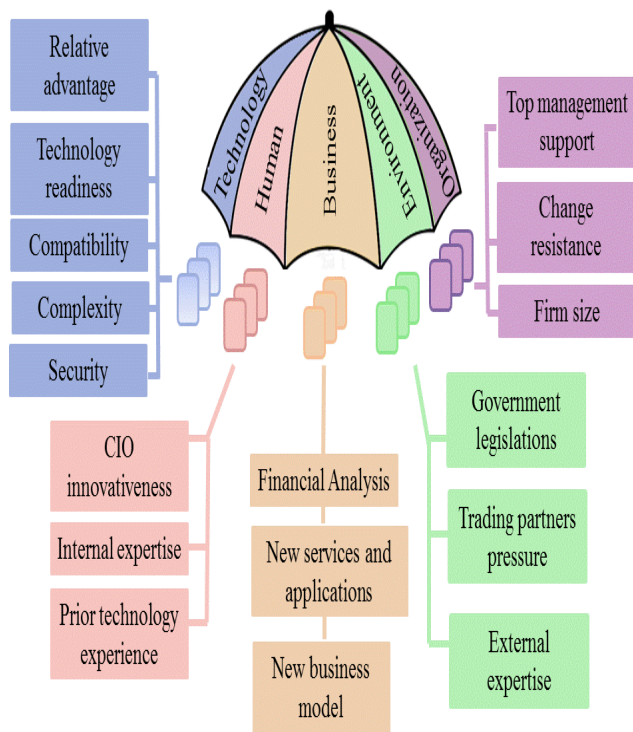 Relative
advantage
Technology
readiness
Compatibility
Complexity
Security
Technology
Human
Business
Environment
Organization
Top management
support
Change
resistance
Firm size
CIO
innovativeness
Internal expertise
Prior technology
experience
Financial Analysis
New services and
applications
New business
model
Government
legislations
Trading partners
pressure
External
expertise